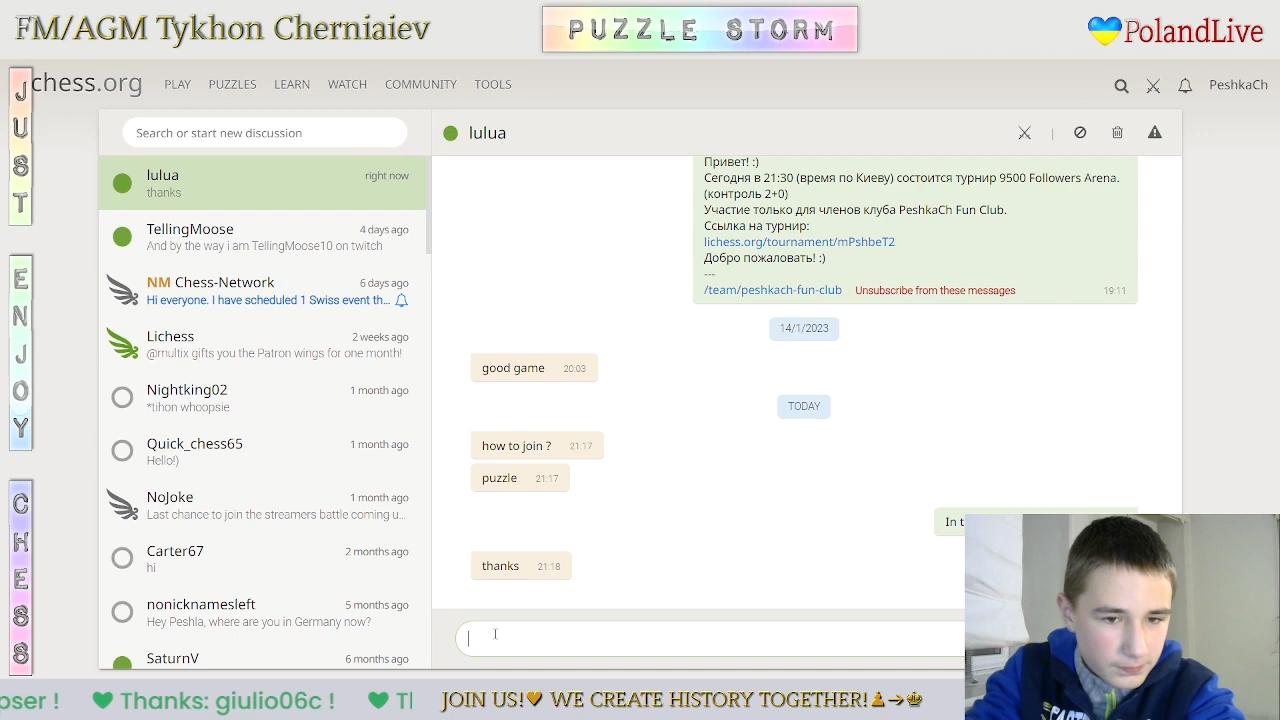 FM/AGM Tykhon Cherniaiev
PUZZLE STORM
PolandLive
JUST
ENJOY
CHESS
chess.org
PLAY
PUZZLES
LEARN
WATCH
COMMUNITY
TOOLS
PeshkaCh
Search or start new discussion
lulua
right now
thanks
TellingMoose
4 days ago
And by the way i am TellingMoose10 on twitch
NM Chess-Network
6 days ago
Hi everyone. I have scheduled 1 Swiss event th...
Lichess
2 weeks ago
@multix gifts you the Patron wings for one month!
Nightking02
1 month ago
*tihon whoopsie
Quick_chess65
1 month ago
Hello!)
NoJoke
1 month ago
Last chance to join the streamers battle coming u...
Carter67
2 months ago
hi
nonicknamesleft
5 months ago
Hey Peshla, where are you in Germany now?
SaturnV
6 months ago
lulua
Привет! :)
Сегодня в 21:30 (время по Киеву) состоится турнир 9500 Followers Arena.
(контроль 2+0)
Участие только для членов клуба PeshkaCh Fun Club.
Ссылка на турнир:
lichess.org/tournament/mPshbeT2
Добро пожаловать! :)
---
/team/peshkach-fun-club Unsubscribe from these messages 19:11
14/1/2023
good game 20:03
TODAY
how to join ? 21:17
puzzle 21:17
In t
thanks 21:18
oser !
Thanks: giulio06c !
Tl
JOIN US! WE CREATE HISTORY TOGETHER!